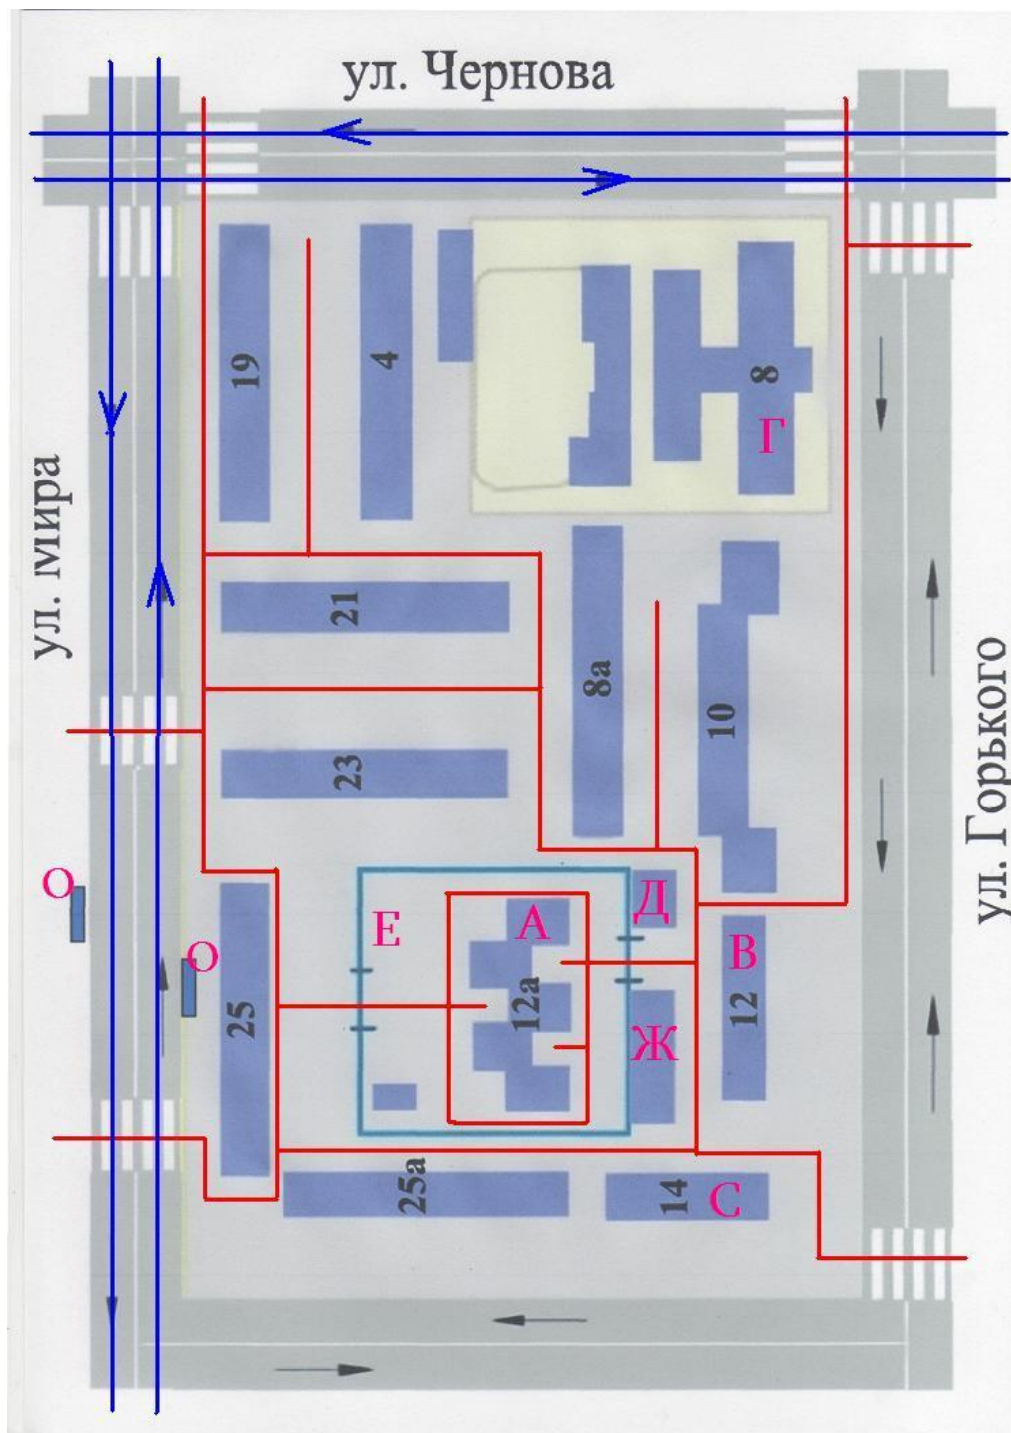 ул. Чернова
19
4
8
Г
ул. мира
21
8а
10
23
ул. Горького
О
Д
Е
А
В
О
12а
12
25
Ж
25а
14
С